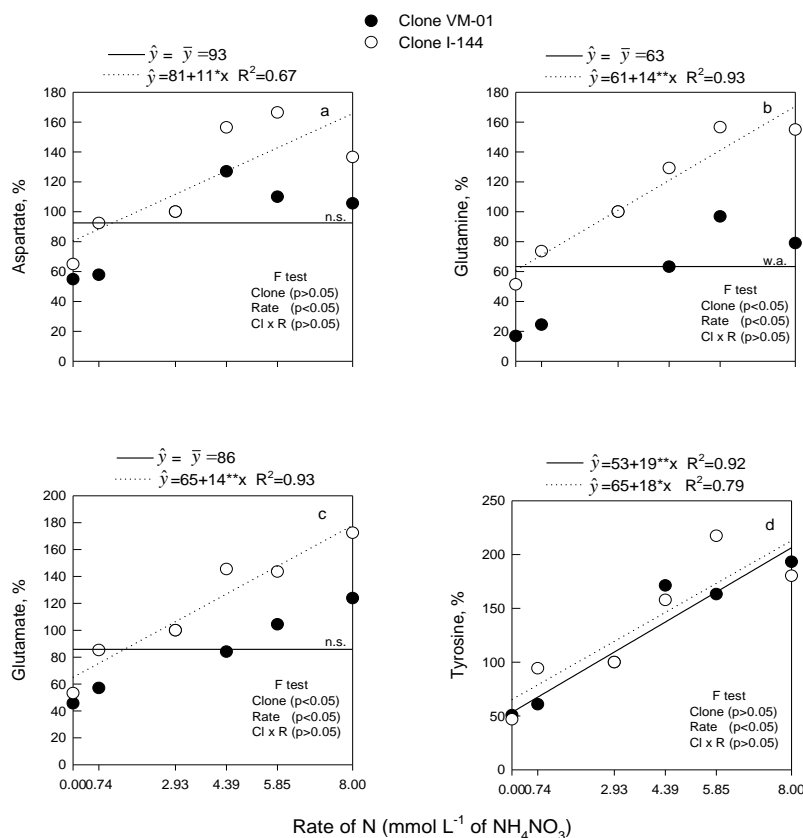 Clone VM-01
Clone I-144
ŷ = ȳ =93
ŷ=81+11*x R²=0.67
180
160
140
120
100
80
60
40
20
0
Aspartate, %
a
n.s.
F test
Clone (p>0.05)
Rate (p<0.05)
Cl x R (p>0.05)
ŷ = ȳ =63
ŷ=61+14**x R²=0.93
180
160
140
120
100
80
60
40
20
0
Glutamine, %
b
w.a.
F test
Clone (p<0.05)
Rate (p<0.05)
Cl x R (p>0.05)
ŷ = ȳ =86
ŷ=65+14**x R²=0.93
200
180
160
140
120
100
80
60
40
20
0
Glutamate, %
c
n.s.
F test
Clone (p<0.05)
Rate (p<0.05)
Cl x R (p>0.05)
0.00 0.74 2.93 4.39 5.85 8.00
ŷ=53+19**x R²=0.92
ŷ=65+18*x R²=0.79
250
200
150
100
50
0
Tyrosine, %
d
F test
Clone (p>0.05)
Rate (p<0.05)
Cl x R (p>0.05)
0.00 0.74 2.93 4.39 5.85 8.00
Rate of N (mmol L⁻¹ of NH₄NO₃)